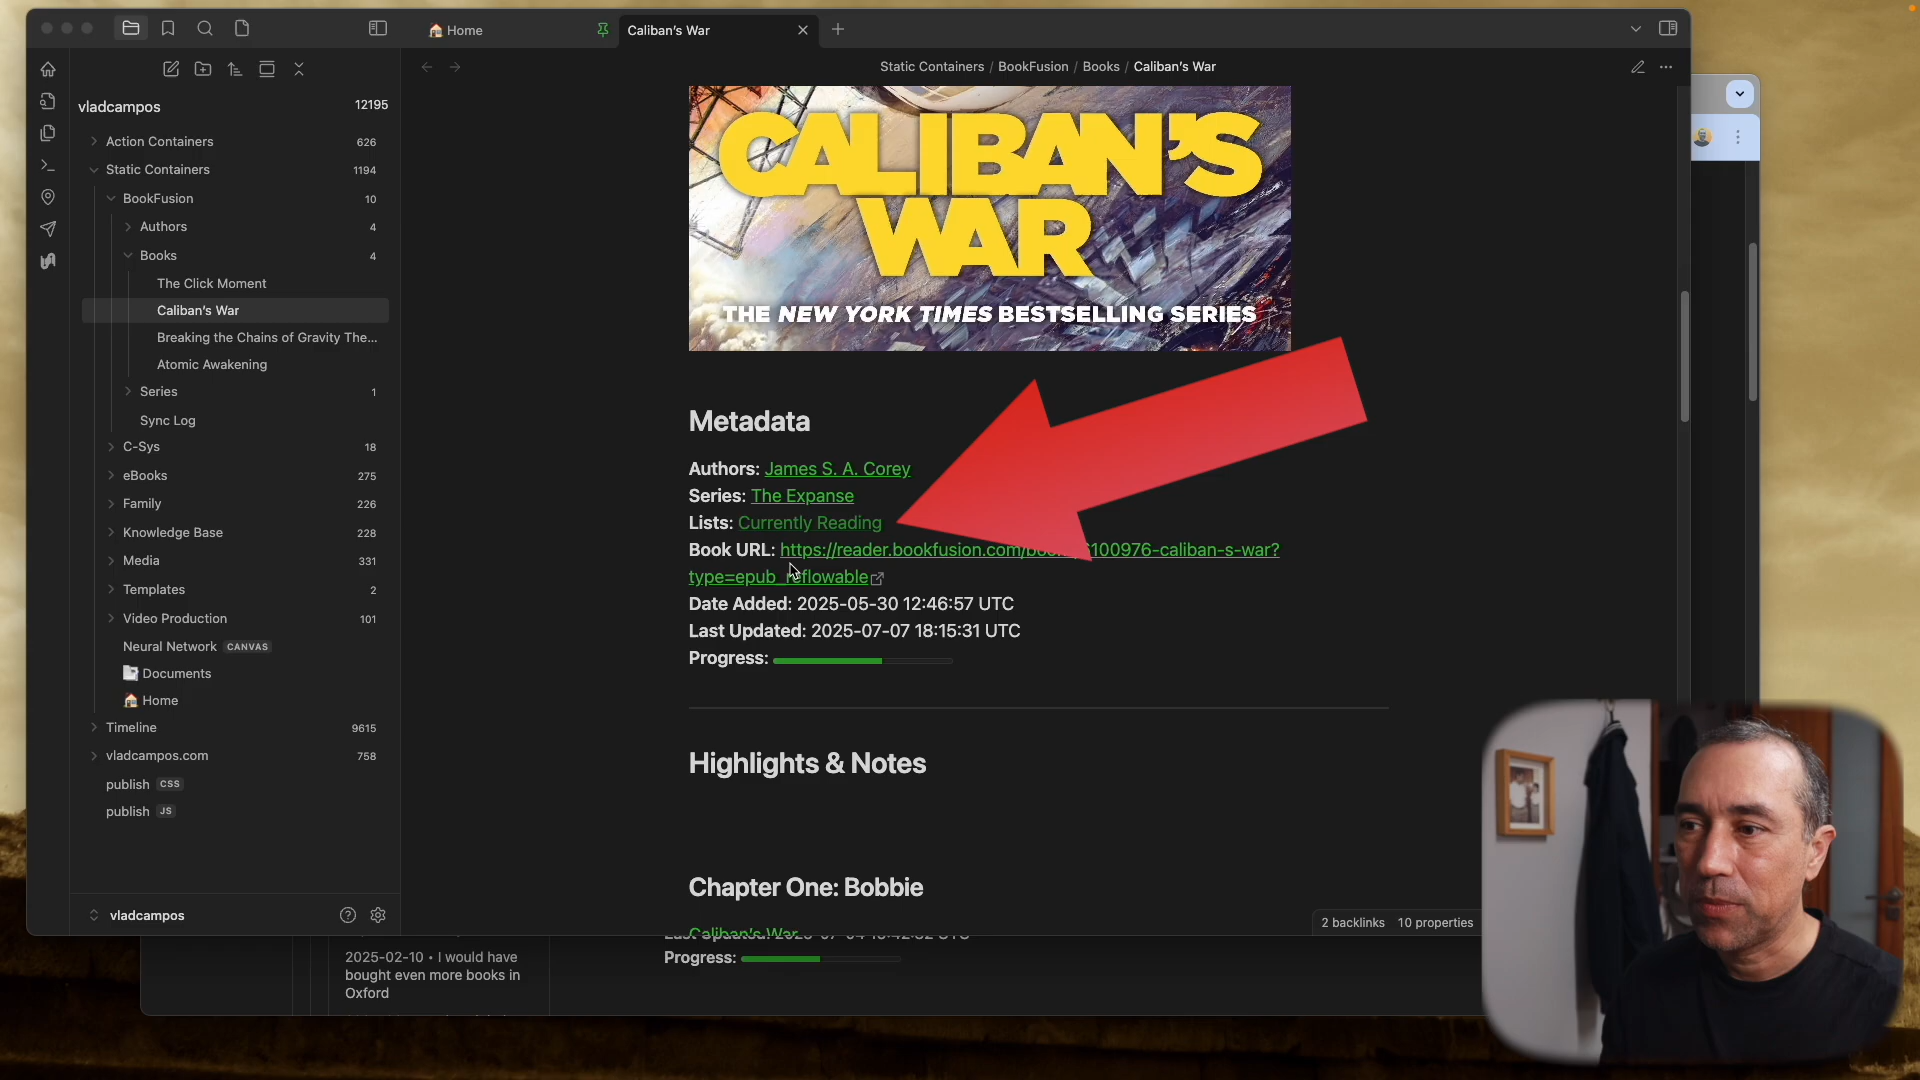 Home
Caliban's War
Static Containers / BookFusion / Books / Caliban's War
vladcampos 12195
Action Containers 626
Static Containers 1194
BookFusion 10
Authors 4
Books 4
The Click Moment
Caliban's War
Breaking the Chains of Gravity The...
Atomic Awakening
Series 1
Sync Log
C-Sys 18
eBooks 275
Family 226
Knowledge Base 228
Media 331
Templates 2
Video Production 101
Neural Network CANVAS
Documents
Home
Timeline 9615
vladcampos.com 758
publish CSS
publish JS
vladcampos
CALIBAN'S
WAR
THE NEW YORK TIMES BESTSELLING SERIES
Metadata
Authors: James S. A. Corey
Series: The Expanse
Lists: Currently Reading
Book URL: https://reader.bookfusion.com/ 100976-caliban-s-war?
type=epub_reflowable
Date Added: 2025-05-30 12:46:57 UTC
Last Updated: 2025-07-07 18:15:31 UTC
Progress:
Highlights & Notes
Chapter One: Bobbie
Caliban's War
2 backlinks 10 properties
Progress:
2025-02-10 • I would have
bought even more books in
Oxford